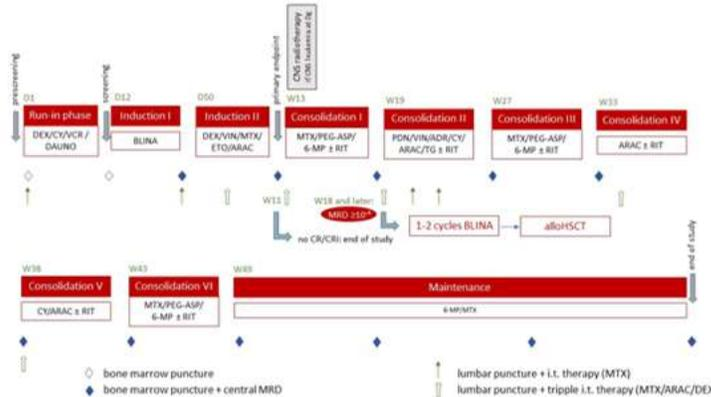 prescreening
screening
primary endpoint
CNS radiotherapy
if CNS leukemia at Dg
D1
D12
D50
W13
W19
W27
W33
Run-in phase
Induction I
Induction II
Consolidation I
Consolidation II
Consolidation III
Consolidation IV
DEX/CY/VCR /
DAUNO
BLINA
DEX/VIN/MTX/
ETO/ARAC
MTX/PEG-ASP/
6-MP ± RIT
PDN/VIN/ADR/CY/
ARAC/TG ± RIT
MTX/PEG-ASP/
6-MP ± RIT
ARAC ± RIT
W11
W18 and later:
MRD ≥10⁻⁴
no CR/CRi: end of study
1-2 cycles BLINA
alloHSCT
end of study
W38
W43
W49
Consolidation V
Consolidation VI
Maintenance
CY/ARAC ± RIT
MTX/PEG-ASP/
6-MP ± RIT
6-MP/MTX
bone marrow puncture
bone marrow puncture + central MRD
lumbar puncture + i.t. therapy (MTX)
lumbar puncture + tripple i.t. therapy (MTX/ARAC/DEX